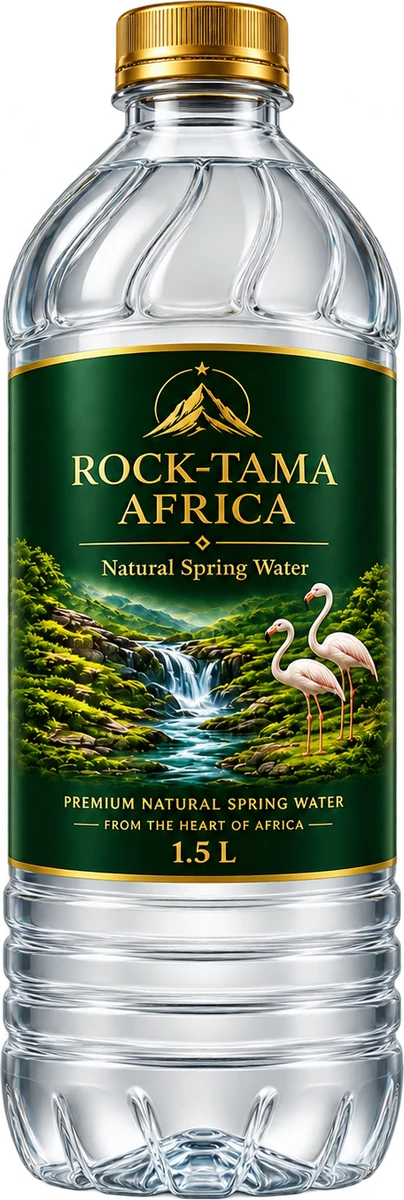 ROCK-TAMA
AFRICA
Natural Spring Water
PREMIUM NATURAL SPRING WATER
FROM THE HEART OF AFRICA
1.5 L